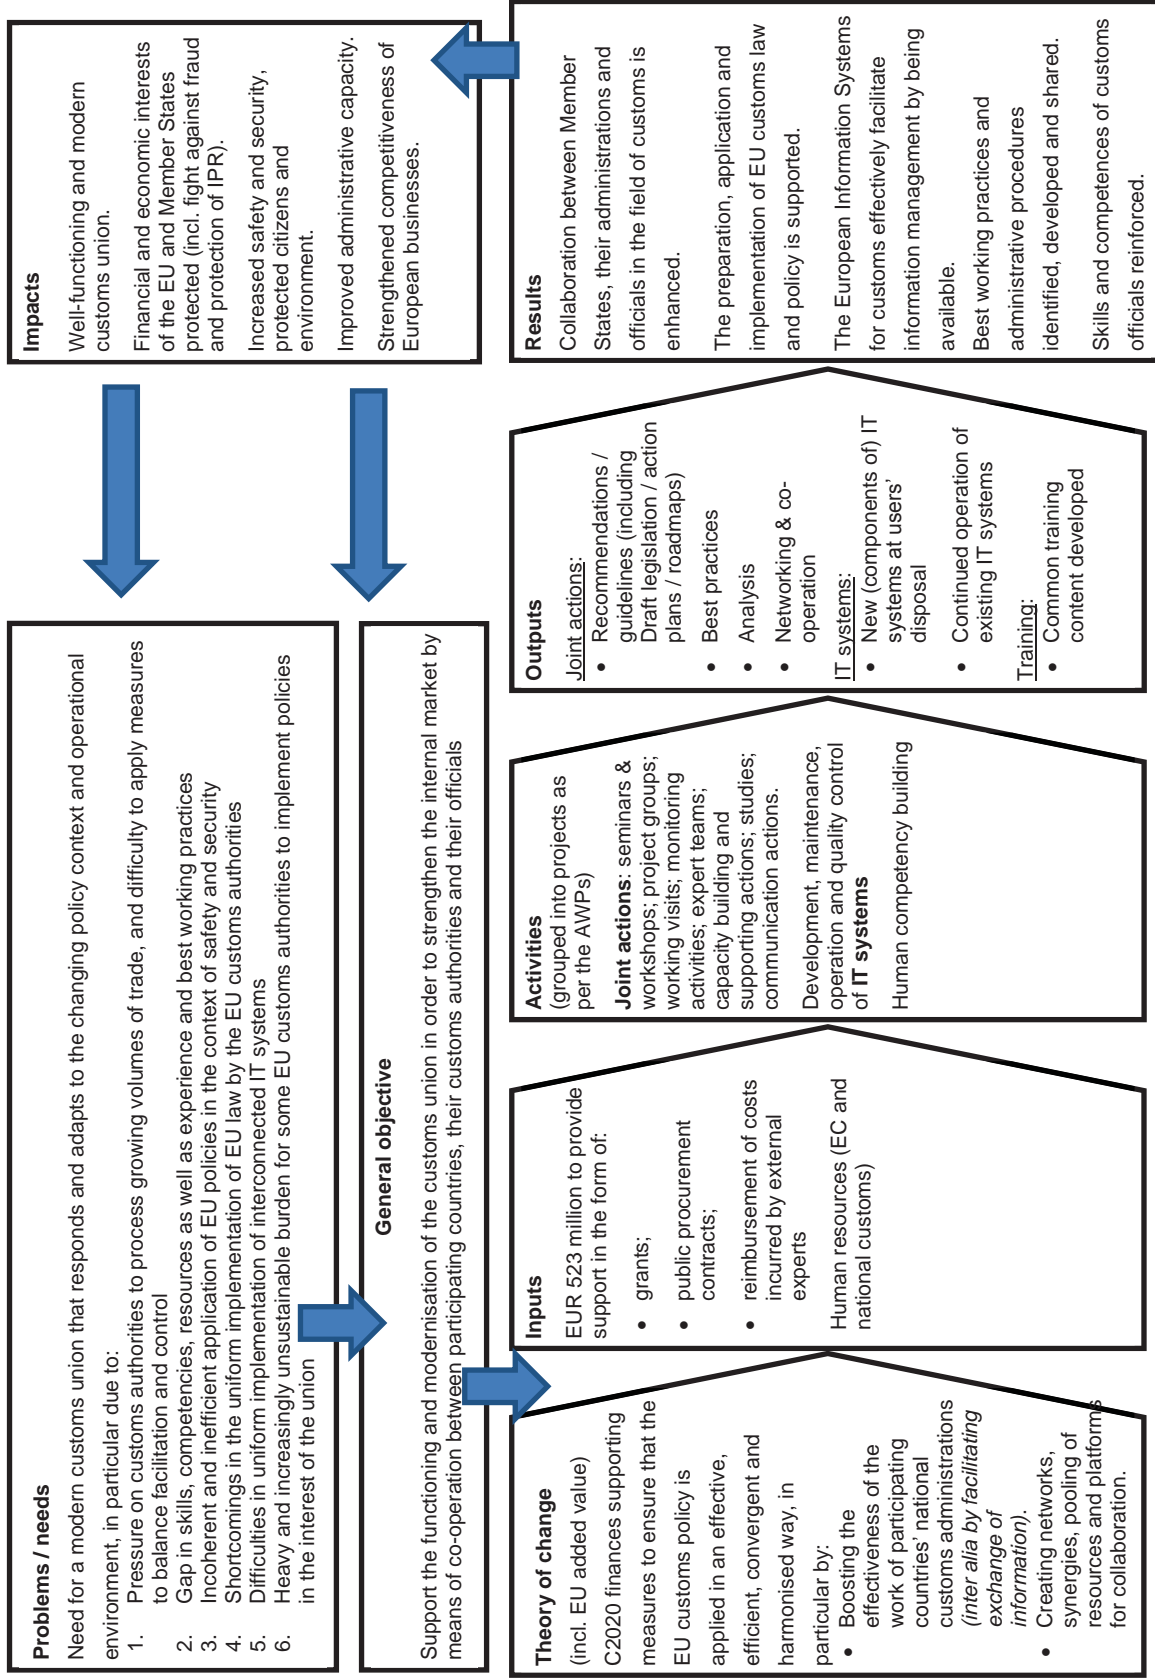 Problems / needs
Need for a modern customs union that responds and adapts to the changing policy context and operational
environment, in particular due to:
1. Pressure on customs authorities to process growing volumes of trade, and difficulty to apply measures
to balance facilitation and control
2. Gap in skills, competencies, resources as well as experience and best working practices
3. Incoherent and inefficient application of EU policies in the context of safety and security
4. Shortcomings in the uniform implementation of EU law by the EU customs authorities
5. Difficulties in uniform implementation of interconnected IT systems
6. Heavy and increasingly unsustainable burden for some EU customs authorities to implement policies
in the interest of the union
Impacts
Well-functioning and modern
customs union.
Financial and economic interests
of the EU and Member States
protected (incl. fight against fraud
and protection of IPR).
Increased safety and security,
protected citizens and
environment.
Improved administrative capacity.
Strengthened competitiveness of
European businesses.
General objective
Support the functioning and modernisation of the customs union in order to strengthen the internal market by
means of co-operation between participating countries, their customs authorities and their officials
Theory of change
(incl. EU added value)
C2020 finances supporting
measures to ensure that the
EU customs policy is
applied in an effective,
efficient, convergent and
harmonised way, in
particular by:
• Boosting the
effectiveness of the
work of participating
countries' national
customs administrations
(inter alia by facilitating
exchange of
information).
• Creating networks,
synergies, pooling of
resources and platforms
for collaboration.
Inputs
EUR 523 million to provide
support in the form of:
• grants;
• public procurement
contracts;
• reimbursement of costs
incurred by external
experts
Human resources (EC and
national customs)
Activities
(grouped into projects as
per the AWPs)
Joint actions: seminars &
workshops; project groups;
working visits; monitoring
activities; expert teams;
capacity building and
supporting actions; studies;
communication actions.
Development, maintenance,
operation and quality control
of IT systems
Human competency building
Outputs
Joint actions:
• Recommendations /
guidelines (including
Draft legislation / action
plans / roadmaps)
• Best practices
• Analysis
• Networking & co-
operation
IT systems:
• New (components of) IT
systems at users'
disposal
• Continued operation of
existing IT systems
Training:
• Common training
content developed
Results
Collaboration between Member
States, their administrations and
officials in the field of customs is
enhanced.
The preparation, application and
implementation of EU customs law
and policy is supported.
The European Information Systems
for customs effectively facilitate
information management by being
available.
Best working practices and
administrative procedures
identified, developed and shared.
Skills and competences of customs
officials reinforced.